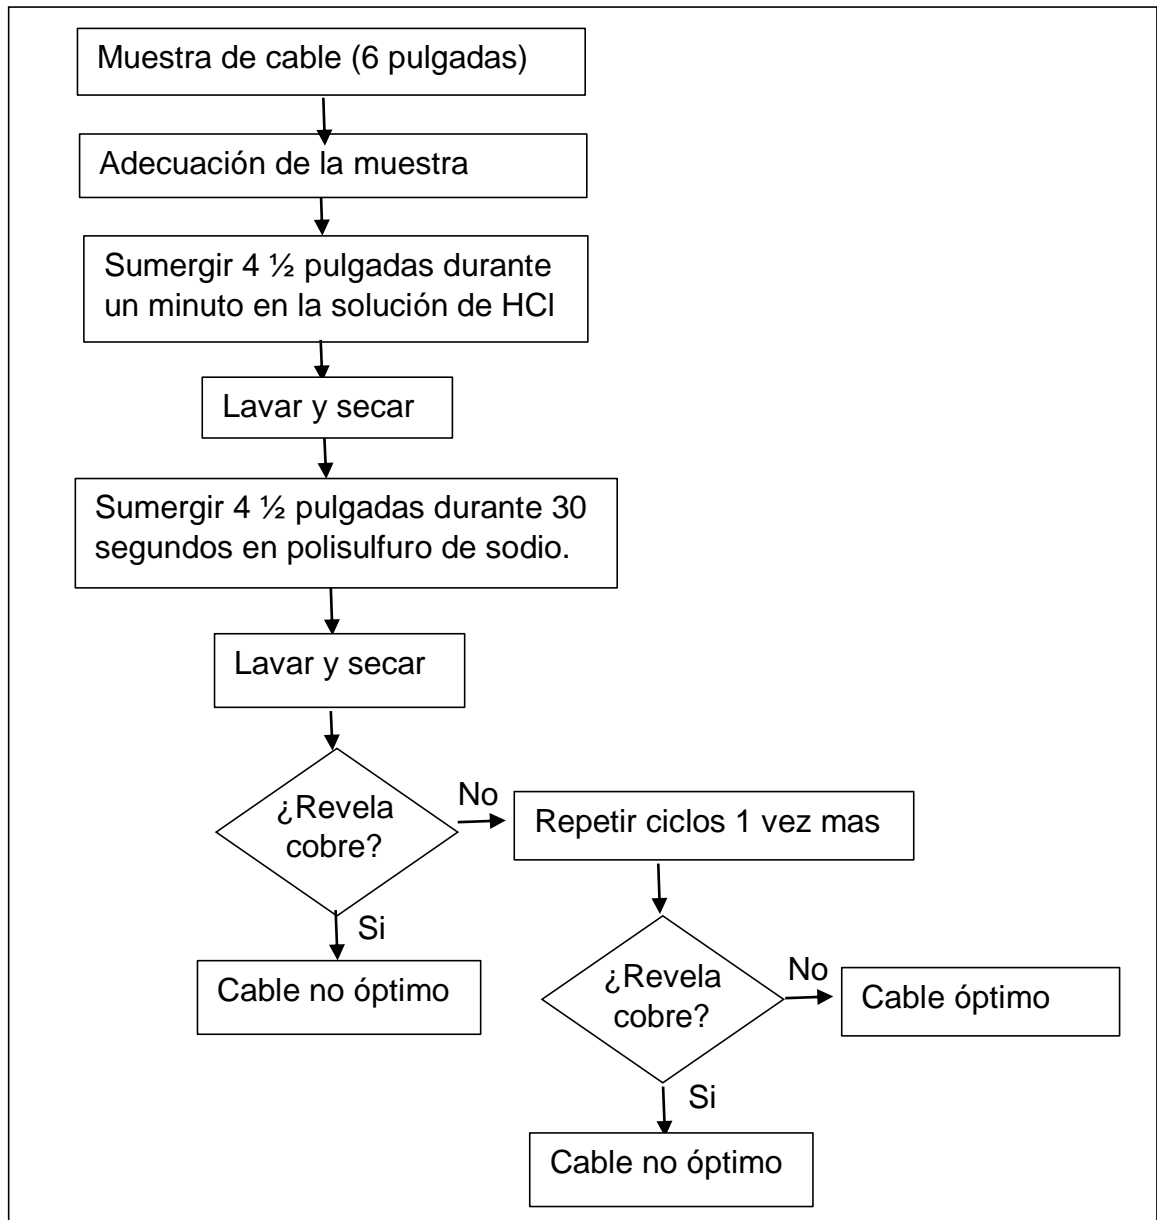 Muestra de cable (6 pulgadas)
Adecuación de la muestra
Sumergir 4 ½ pulgadas durante
un minuto en la solución de HCl
Lavar y secar
Sumergir 4 ½ pulgadas durante 30
segundos en polisulfuro de sodio.
Lavar y secar
¿Revela
cobre?
No
Repetir ciclos 1 vez mas
Si
Cable no óptimo
¿Revela
cobre?
No
Cable óptimo
Si
Cable no óptimo